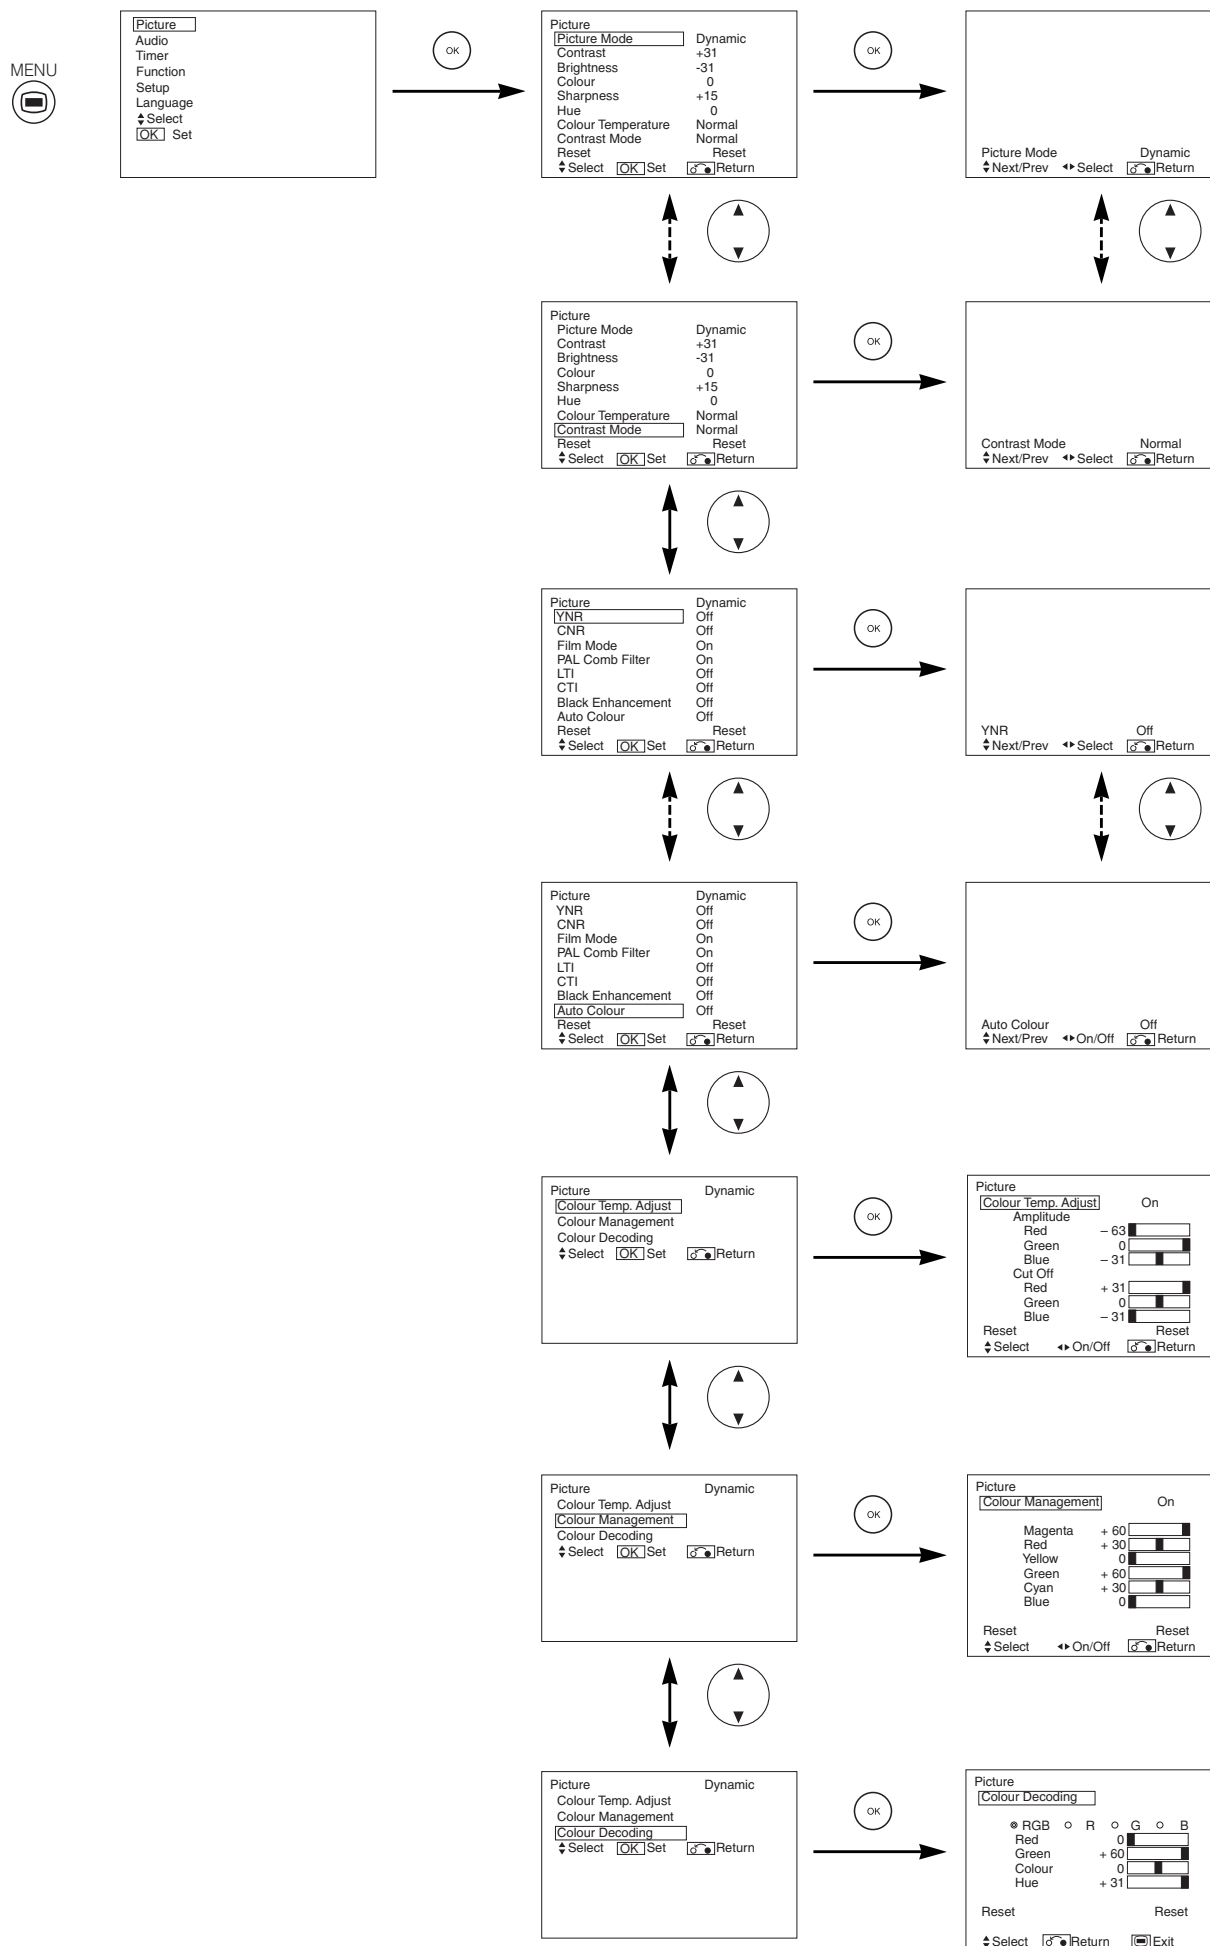 MENU
Picture
Audio
Timer
Function
Setup
Language
Select
OK Set
OK
Picture
Picture Mode Dynamic
Contrast +31
Brightness -31
Colour 0
Sharpness +15
Hue 0
Colour Temperature Normal
Contrast Mode Normal
Reset Reset
Select OK Set Return
OK
Picture Mode Dynamic
Next/Prev Select Return
Picture
Picture Mode Dynamic
Contrast +31
Brightness -31
Colour 0
Sharpness +15
Hue 0
Colour Temperature Normal
Contrast Mode Normal
Reset Reset
Select OK Set Return
OK
Contrast Mode Normal
Next/Prev Select Return
Picture Dynamic
YNR Off
CNR Off
Film Mode On
PAL Comb Filter On
LTI Off
CTI Off
Black Enhancement Off
Auto Colour Off
Reset Reset
Select OK Set Return
OK
YNR Off
Next/Prev Select Return
Picture Dynamic
YNR Off
CNR Off
Film Mode On
PAL Comb Filter On
LTI Off
CTI Off
Black Enhancement Off
Auto Colour Off
Reset Reset
Select OK Set Return
OK
Auto Colour Off
Next/Prev On/Off Return
Picture Dynamic
Colour Temp. Adjust
Colour Management
Colour Decoding
Select OK Set Return
OK
Picture
Colour Temp. Adjust On
Amplitude
Red – 63
Green 0
Blue – 31
Cut Off
Red + 31
Green 0
Blue – 31
Reset Reset
Select On/Off Return
Picture Dynamic
Colour Temp. Adjust
Colour Management
Colour Decoding
Select OK Set Return
OK
Picture
Colour Management On
Magenta + 60
Red + 30
Yellow 0
Green + 60
Cyan + 30
Blue 0
Reset Reset
Select On/Off Return
Picture Dynamic
Colour Temp. Adjust
Colour Management
Colour Decoding
Select OK Set Return
OK
Picture
Colour Decoding
RGB R G B
Red 0
Green + 60
Colour 0
Hue + 31
Reset Reset
Select Return Exit